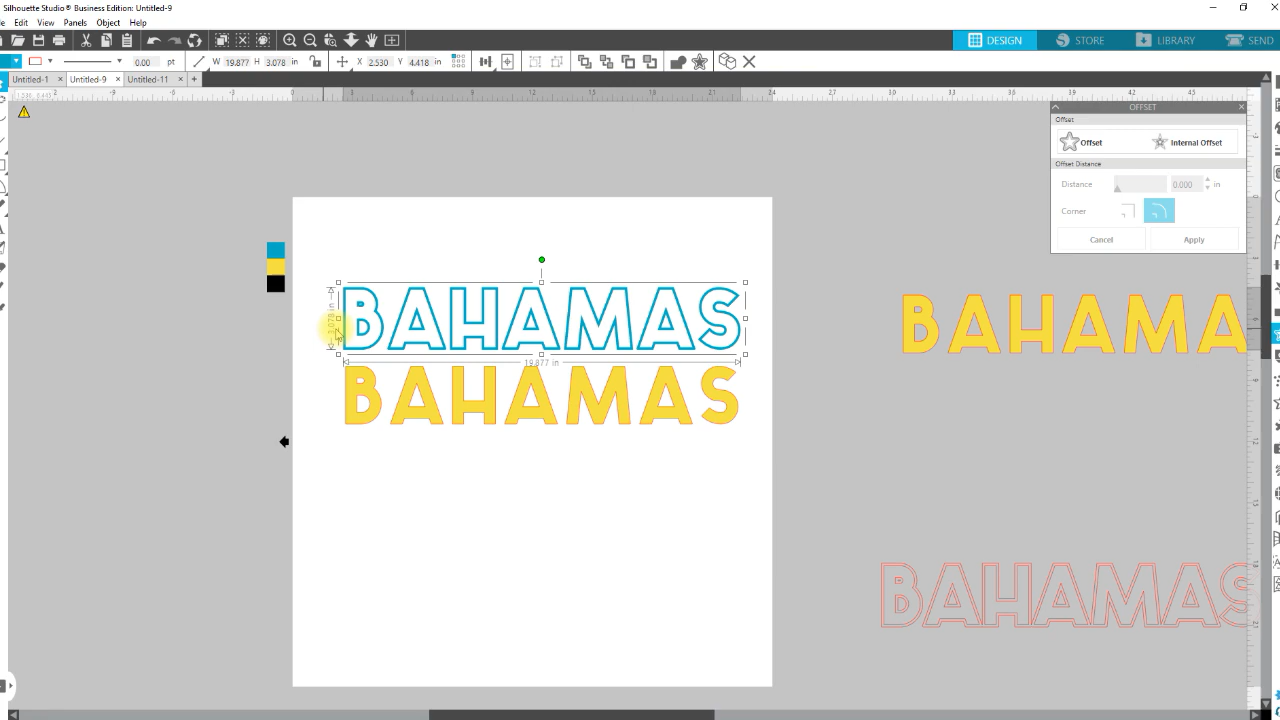 Silhouette Studio® Business Edition: Untitled-9
Edit View Panels Object Help
DESIGN STORE LIBRARY SEND
0.00 pt W 19.877 H 3.078 in X 2.530 Y 4.418 in
Untitled-1 Untitled-9 Untitled-11
OFFSET
Offset
Offset Internal Offset
Offset Distance
Distance 0.000 in
Corner
Cancel Apply
BAHAMAS
19.877 in
BAHAMAS
BAHAMA
BAHAMAS